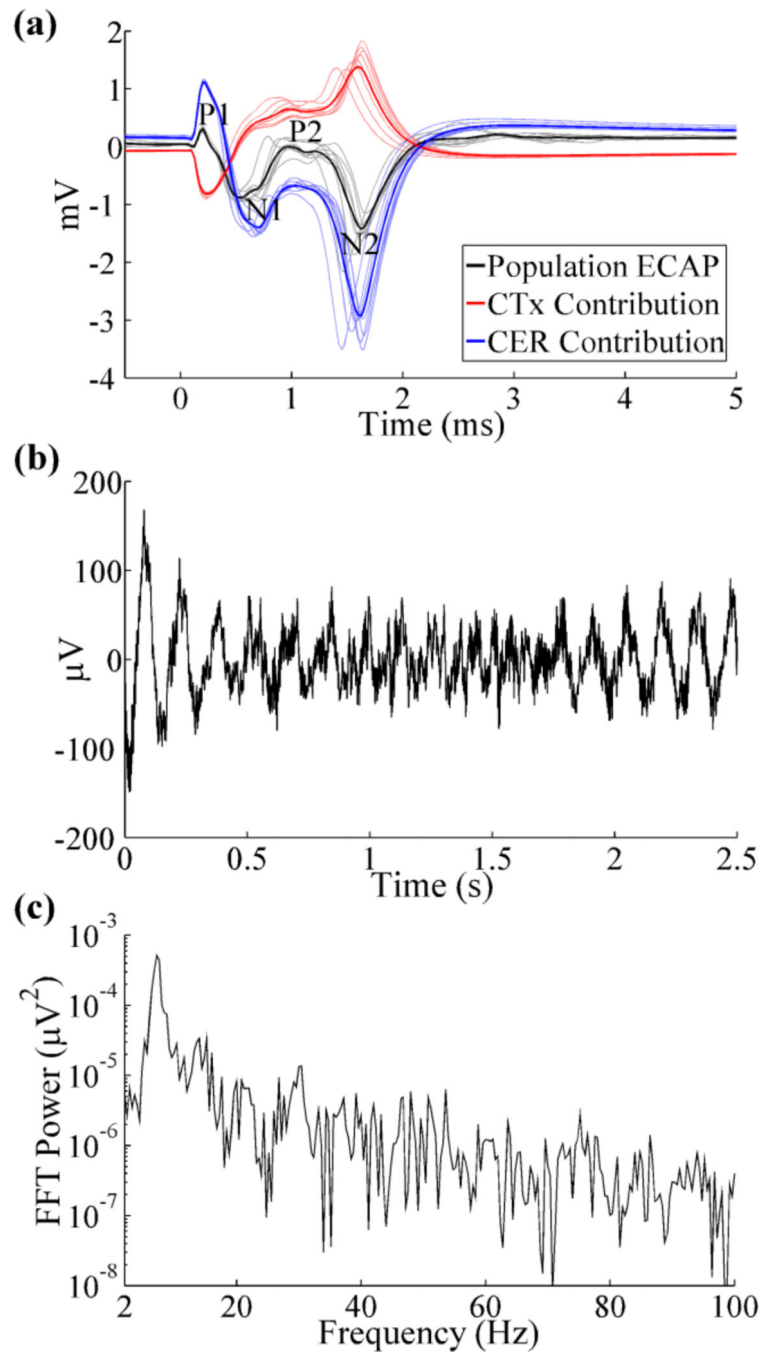 (a)
2
1
0
-1
-2
-3
-4
mV
P1
P2
N1
N2
Population ECAP
CTx Contribution
CER Contribution
0
1
2
3
4
5
Time (ms)
(b)
200
100
0
-100
-200
µV
0
0.5
1
1.5
2
2.5
Time (s)
(c)
10⁻³
10⁻⁴
10⁻⁵
10⁻⁶
10⁻⁷
10⁻⁸
FFT Power (µV²)
2
20
40
60
80
100
Frequency (Hz)